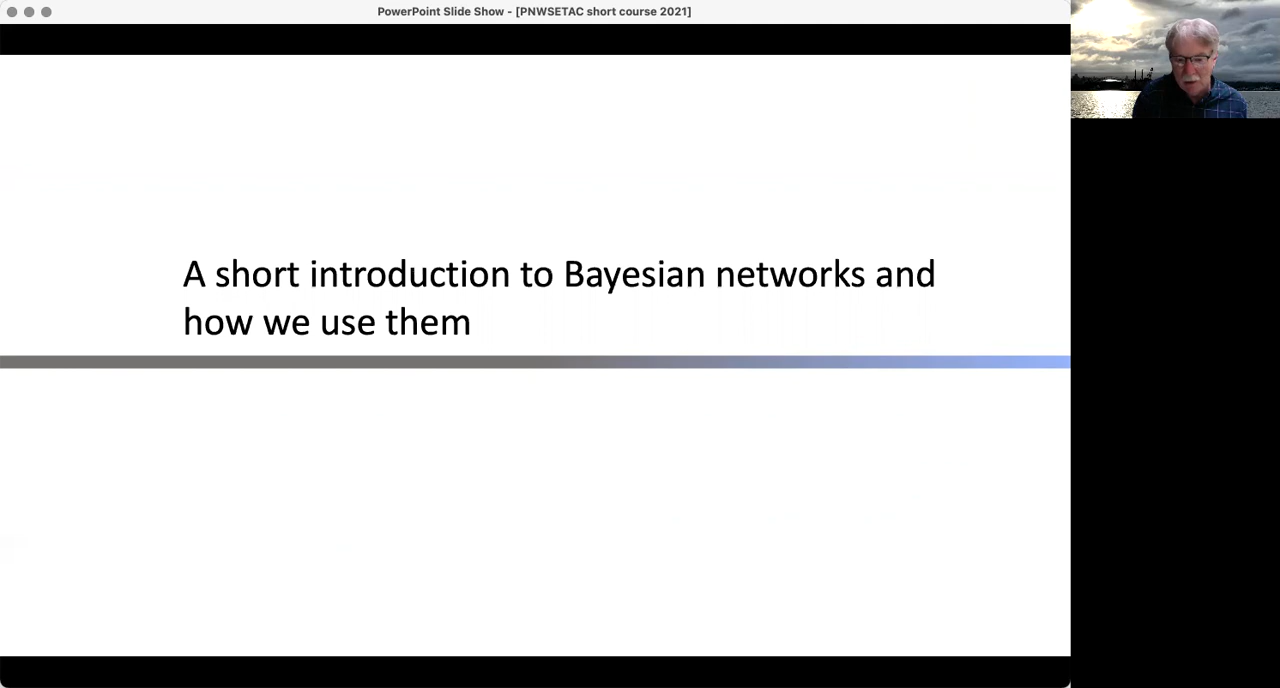 PowerPoint Slide Show - [PNWSETAC short course 2021]
A short introduction to Bayesian networks and
how we use them